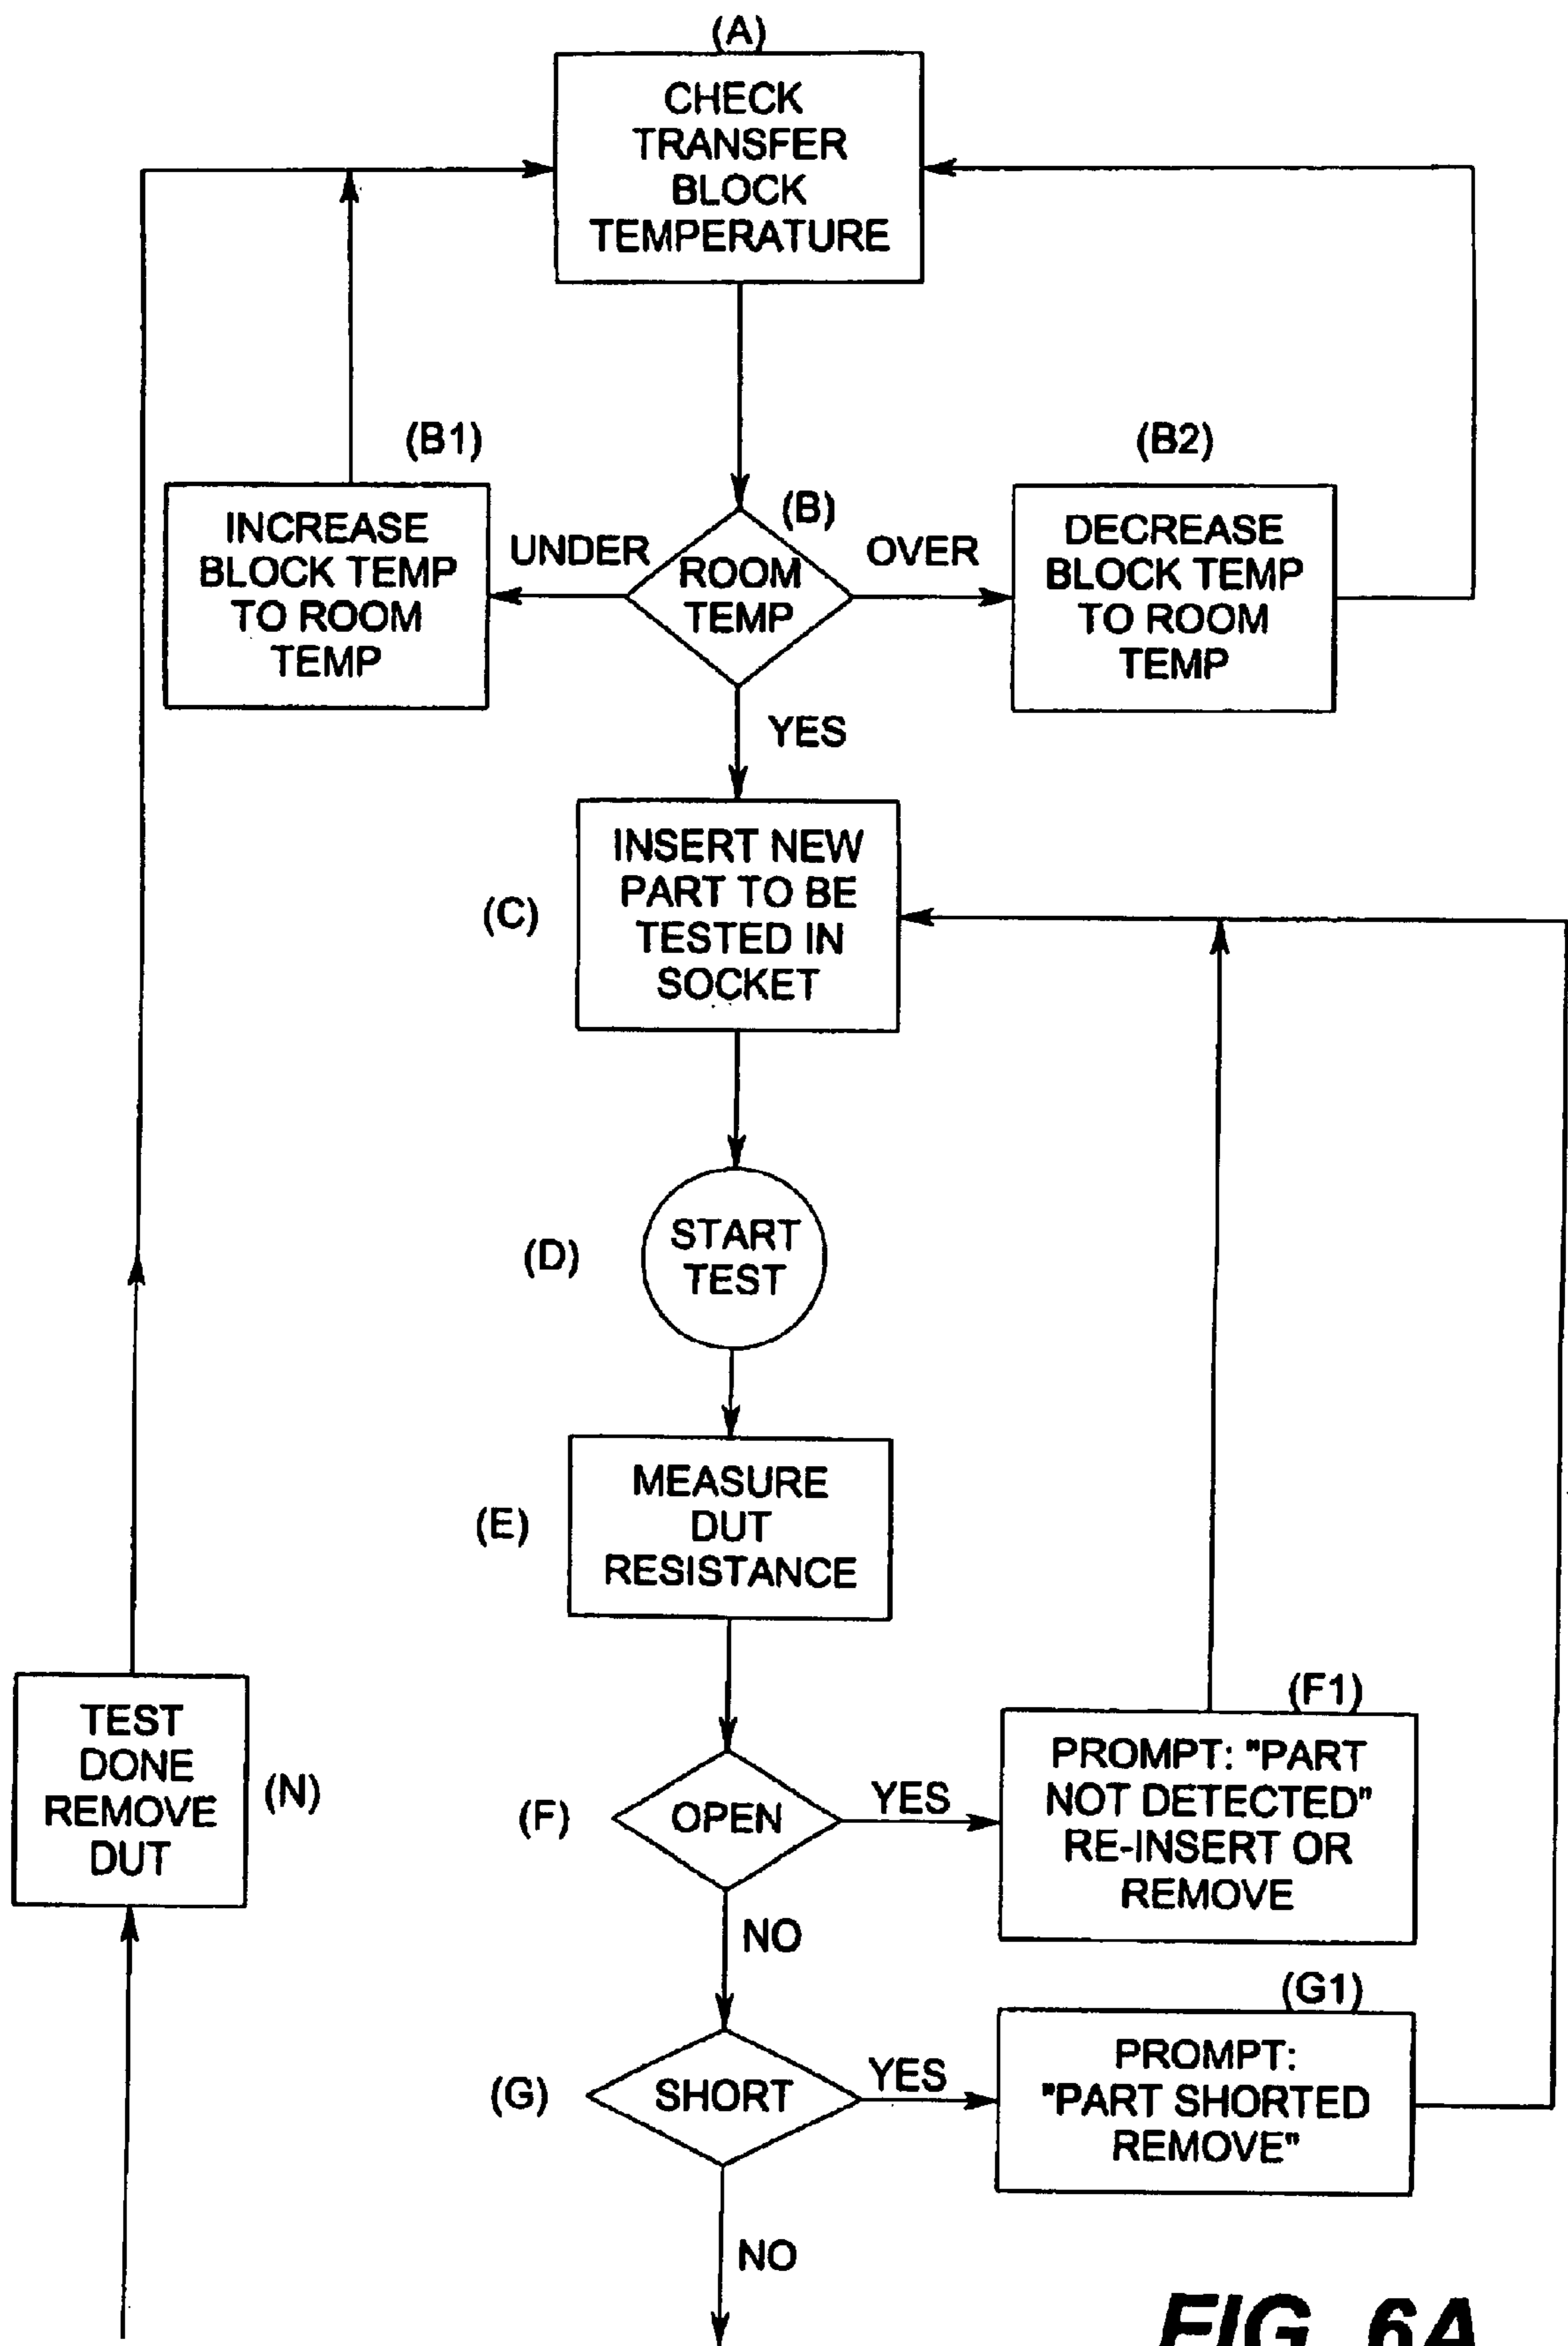 (A)
CHECK
TRANSFER
BLOCK
TEMPERATURE
(B1)
(B2)
INCREASE
BLOCK TEMP
TO ROOM
TEMP
UNDER
(B)
ROOM
TEMP
OVER
DECREASE
BLOCK TEMP
TO ROOM
TEMP
YES
(C)
INSERT NEW
PART TO BE
TESTED IN
SOCKET
(D)
START
TEST
(E)
MEASURE
DUT
RESISTANCE
TEST
DONE
REMOVE
DUT
(N)
(F)
OPEN
YES
(F1)
PROMPT: "PART
NOT DETECTED"
RE-INSERT OR
REMOVE
NO
(G)
SHORT
YES
(G1)
PROMPT:
"PART SHORTED
REMOVE"
NO
FIG. 6A